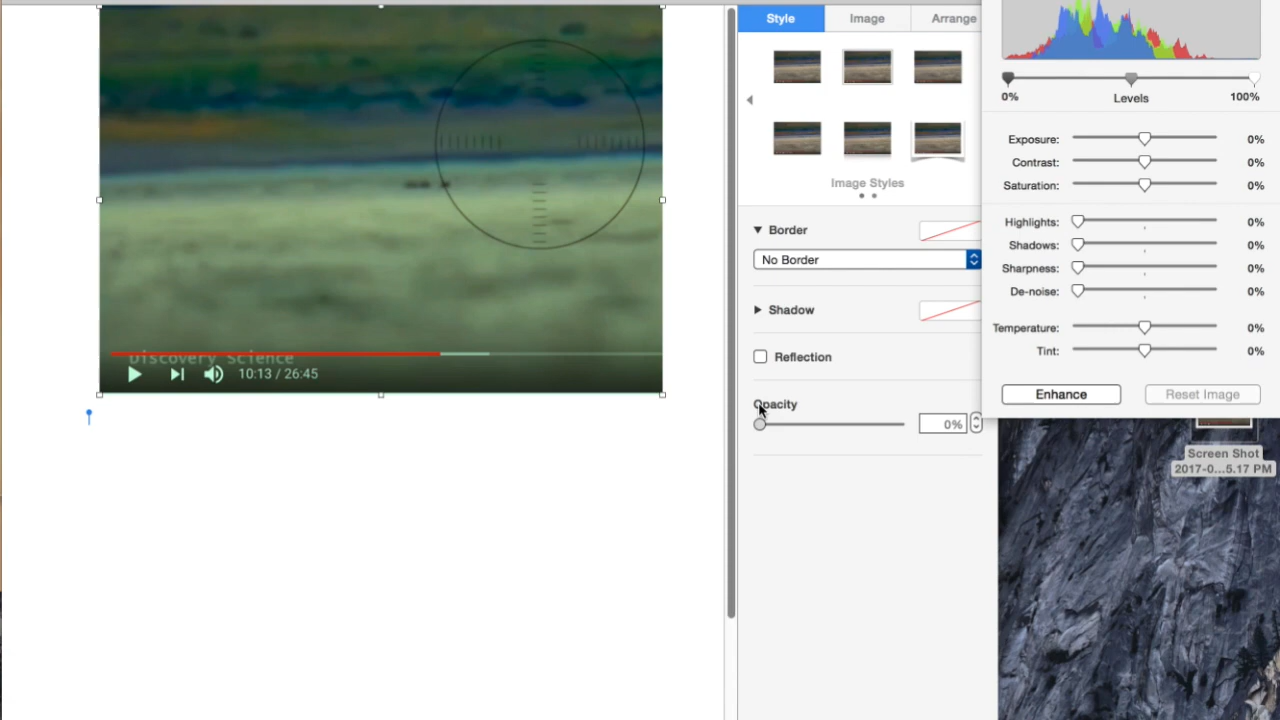 Style
Image
Arrange
Image Styles
Border
No Border
Shadow
Reflection
Opacity
0%
0%
Levels
100%
Exposure:
0%
Contrast:
0%
Saturation:
0%
Highlights:
0%
Shadows:
0%
Sharpness:
0%
De-noise:
0%
Temperature:
0%
Tint:
0%
Enhance
Reset Image
Discovery Science
10:13 / 26:45
Screen Shot
2017-0...5.17 PM